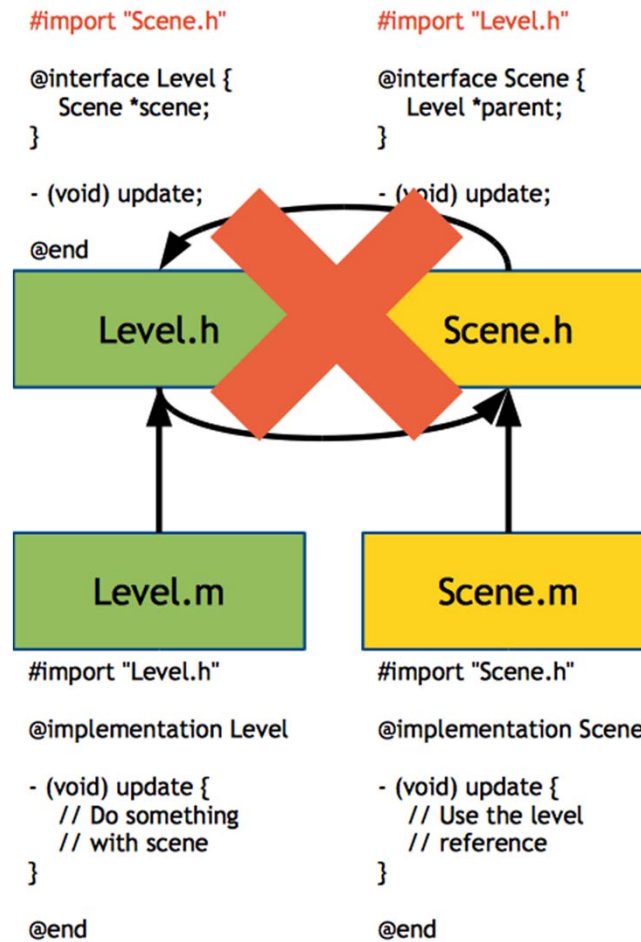 #import "Scene.h"
@interface Level {
Scene *scene;
}
- (void) update;
@end
#import "Level.h"
@interface Scene {
Level *parent;
}
- (void) update;
Level.h
Scene.h
Level.m
Scene.m
#import "Level.h"
@implementation Level
- (void) update {
// Do something
// with scene
}
@end
#import "Scene.h"
@implementation Scene
- (void) update {
// Use the level
// reference
}
@end